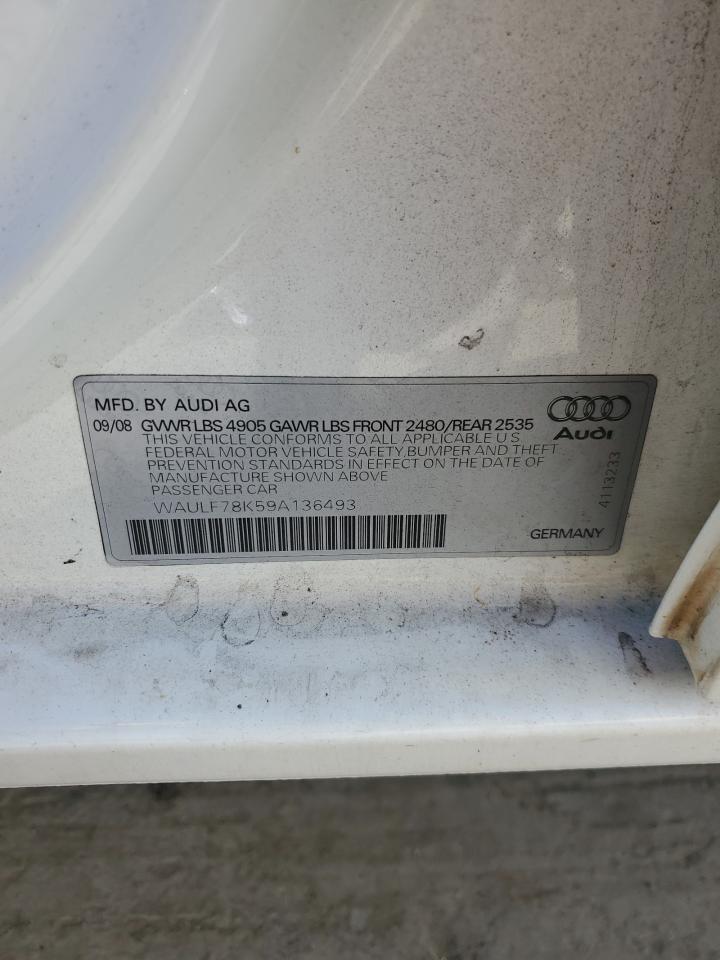 MFD. BY AUDI AG
09/08 GVWR LBS 4905 GAWR LBS FRONT 2480/REAR 2535
THIS VEHICLE CONFORMS TO ALL APPLICABLE U S
FEDERAL MOTOR VEHICLE SAFETY,BUMPER AND THEFT
PREVENTION STANDARDS IN EFFECT ON THE DATE OF
MANUFACTURE SHOWN ABOVE
PASSENGER CAR
WAULF78K59A136493
GERMANY
Audi
4113233